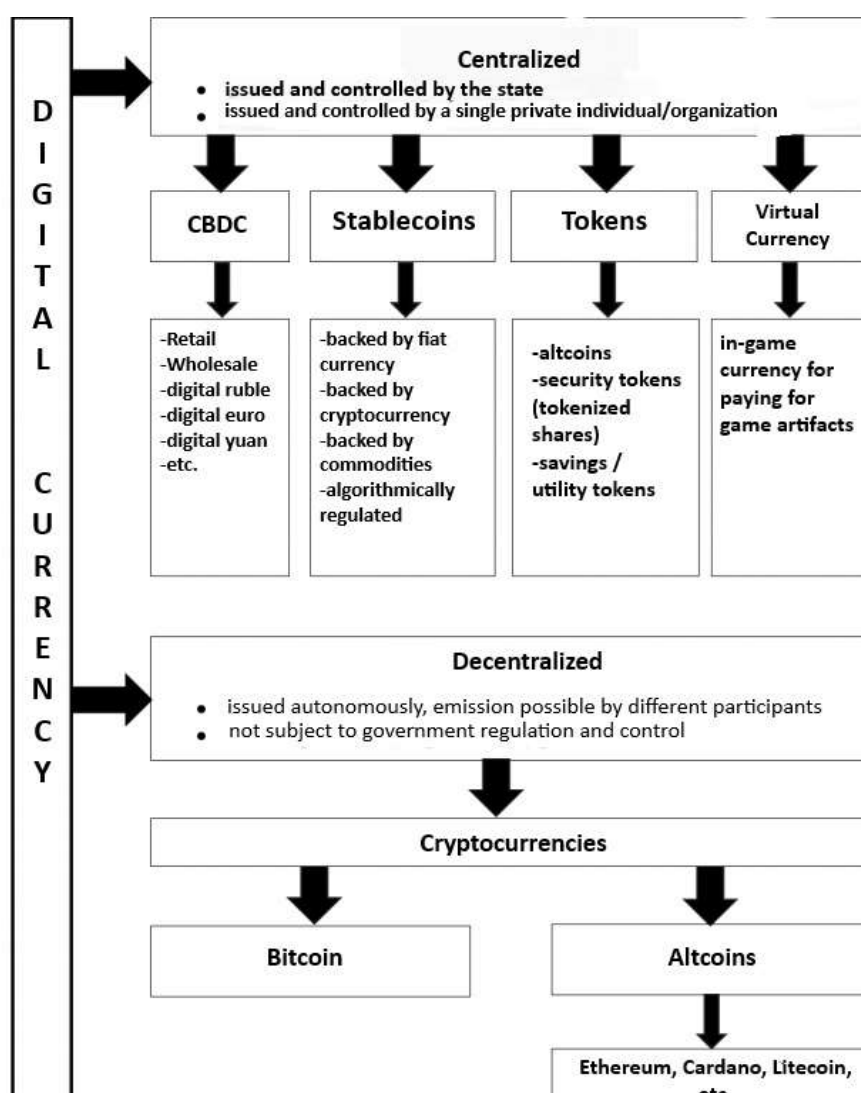 DIGITAL CURRENCY
Centralized
• issued and controlled by the state
• issued and controlled by a single private individual/organization
CBDC
Stablecoins
Tokens
Virtual
Currency
-Retail
-Wholesale
-digital ruble
-digital euro
-digital yuan
-etc.
-backed by fiat
currency
-backed by
cryptocurrency
-backed by
commodities
-algorithmically
regulated
-altcoins
-security tokens
(tokenized
shares)
-savings /
utility tokens
in-game
currency for
paying for
game artifacts
Decentralized
• issued autonomously, emission possible by different participants
• not subject to government regulation and control
Cryptocurrencies
Bitcoin
Altcoins
Ethereum, Cardano, Litecoin,